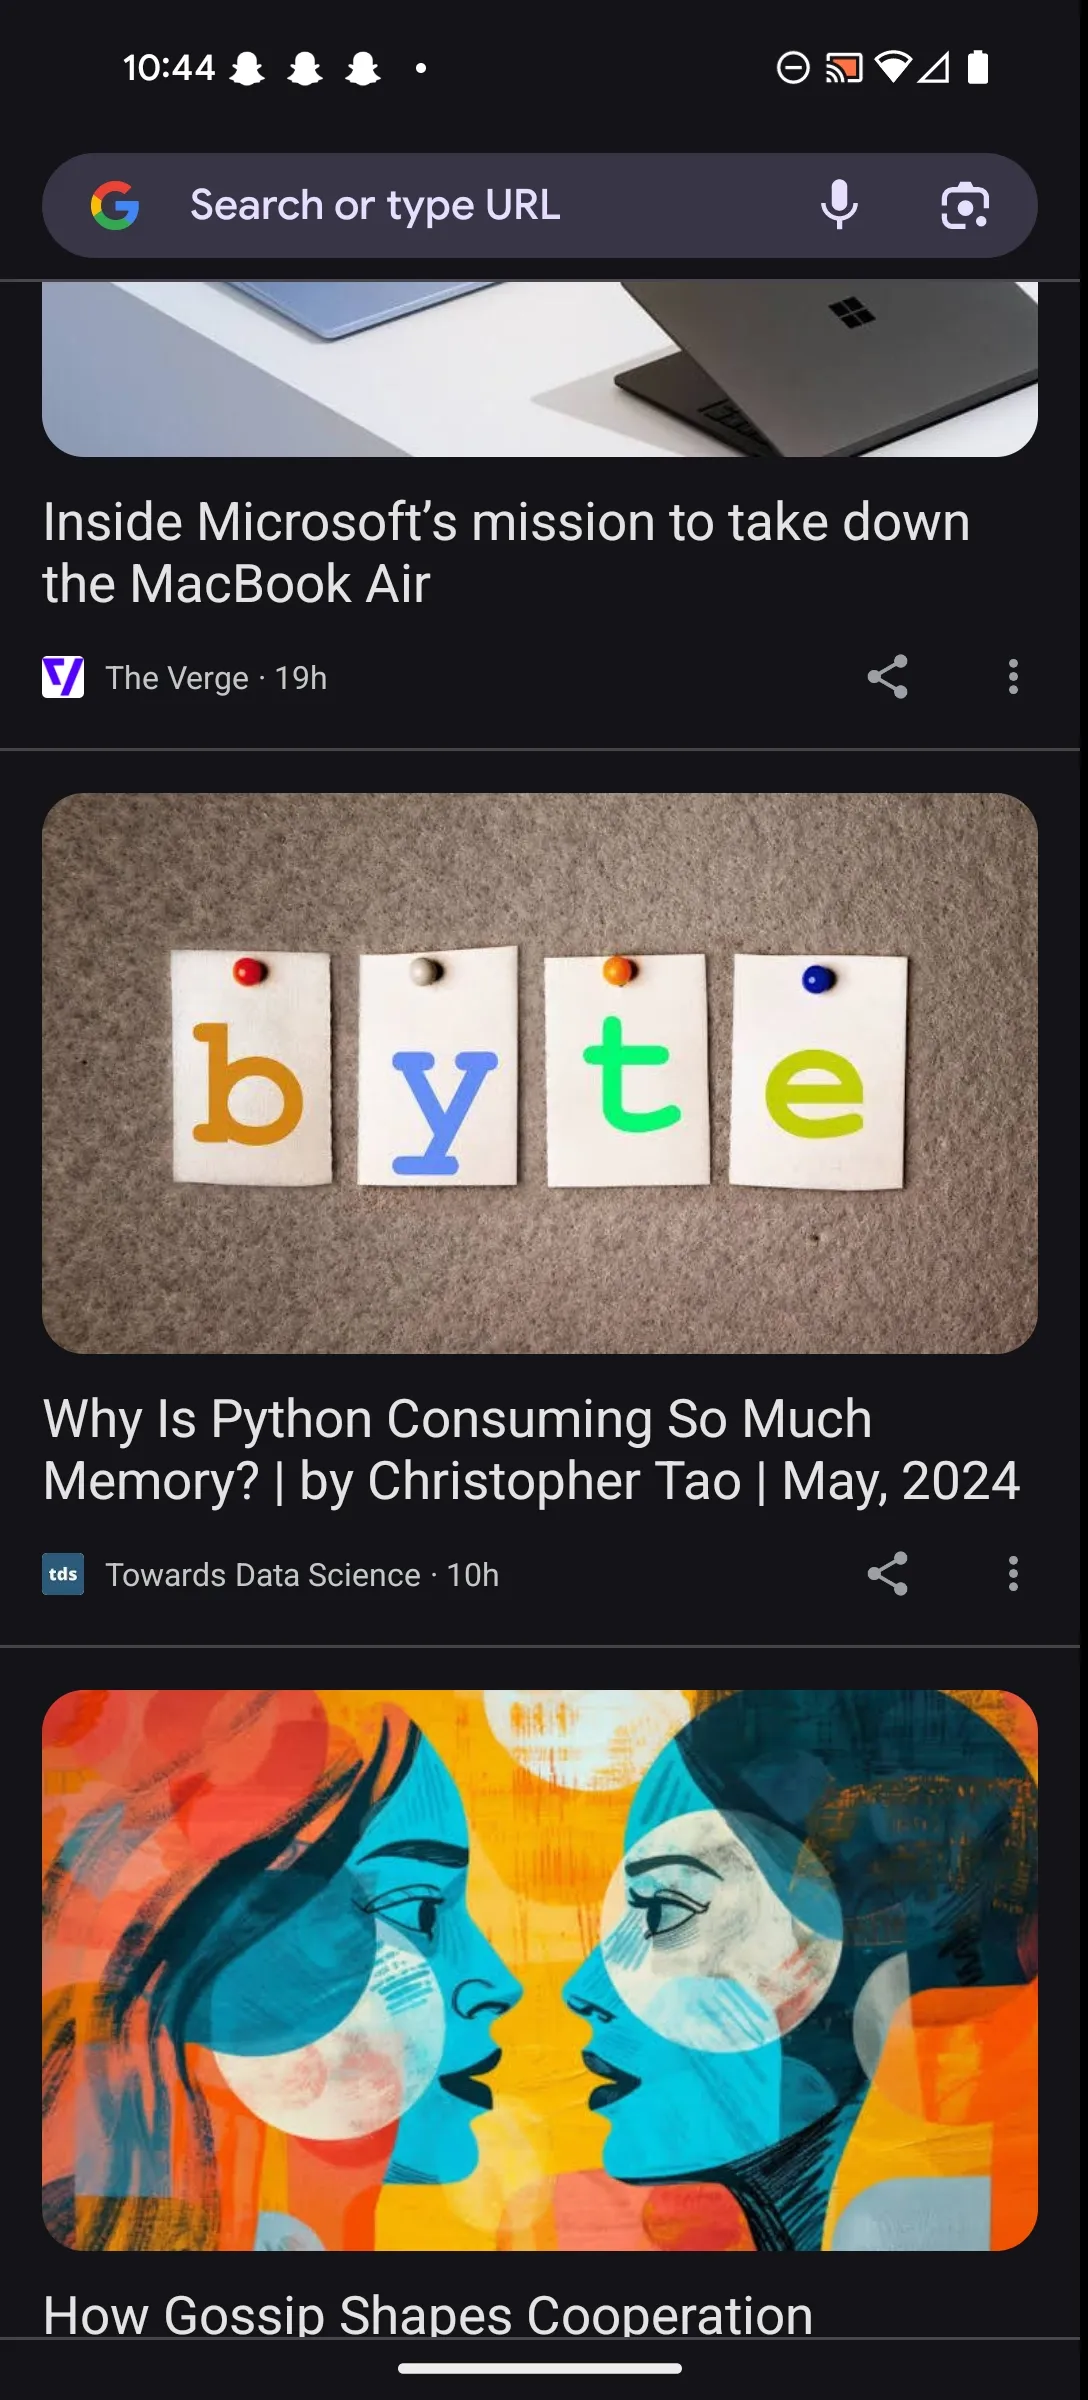 10:44
Search or type URL
Inside Microsoft’s mission to take down
the MacBook Air
The Verge · 19h
byte
Why Is Python Consuming So Much
Memory? | by Christopher Tao | May, 2024
tds Towards Data Science · 10h
How Gossip Shapes Cooperation